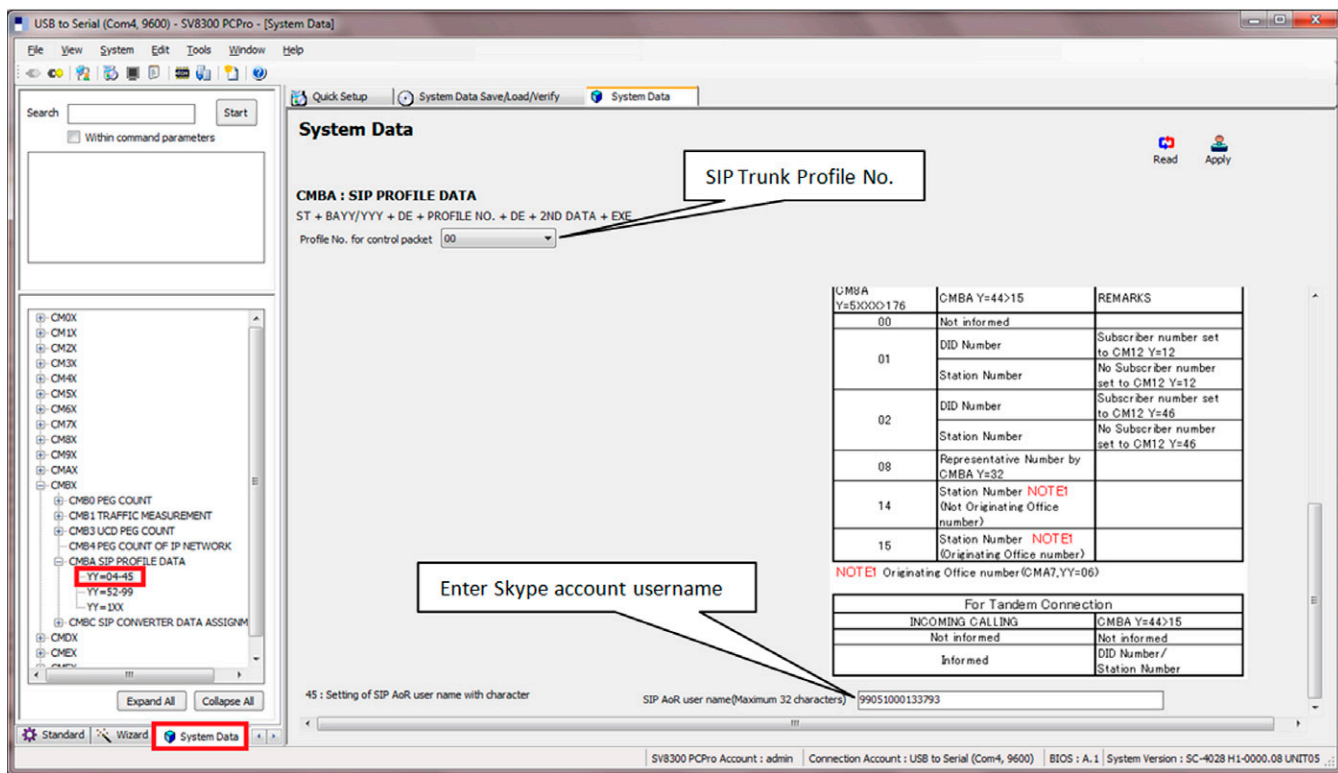 USB to Serial (Com4, 9600) - SV8300 PCPro - [System Data]
File View System Edit Tools Window Help
Search Start
Within command parameters
Quick Setup System Data Save/Load/Verify System Data
System Data
Read Apply
SIP Trunk Profile No.
CMBA : SIP PROFILE DATA
ST + BAYY/YYY + DE + PROFILE NO. + DE + 2ND DATA + EXE
Profile No. for control packet 00
CM0X
CM1X
CM2X
CM3X
CM4X
CM5X
CM6X
CM7X
CM8X
CM9X
CMAX
CMBX
CMB0 PEG COUNT
CMB1 TRAFFIC MEASUREMENT
CMB3 UCD PEG COUNT
CMB4 PEG COUNT OF IP NETWORK
CMBA SIP PROFILE DATA
YY=04-45
YY=52-99
YY=1XX
CMBC SIP CONVERTER DATA ASSIGNM
CMDX
CMEX
Expand All Collapse All
Standard Wizard System Data
CM8A Y=5XXX>176 CMBA Y=44>15 REMARKS
00 Not informed
01 DID Number Subscriber number set to CM12 Y=12
Station Number No Subscriber number set to CM12 Y=12
02 DID Number Subscriber number set to CM12 Y=46
Station Number No Subscriber number set to CM12 Y=46
08 Representative Number by CMBA Y=32
14 Station Number NOTE1 (Not Originating Office number)
15 Station Number NOTE1 (Originating Office number)
NOTE1 Originating Office number(CMA7,YY=06)
Enter Skype account username
For Tandem Connection
INCOMING CALLING CMBA Y=44>15
Not informed Not informed
Informed DID Number/ Station Number
45 : Setting of SIP AoR user name with character SIP AoR user name(Maximum 32 characters) 99051000133793
SV8300 PCPro Account : admin Connection Account : USB to Serial (Com4, 9600) BIOS : A.1 System Version : SC-4028 H1-0000.08 UNIT05